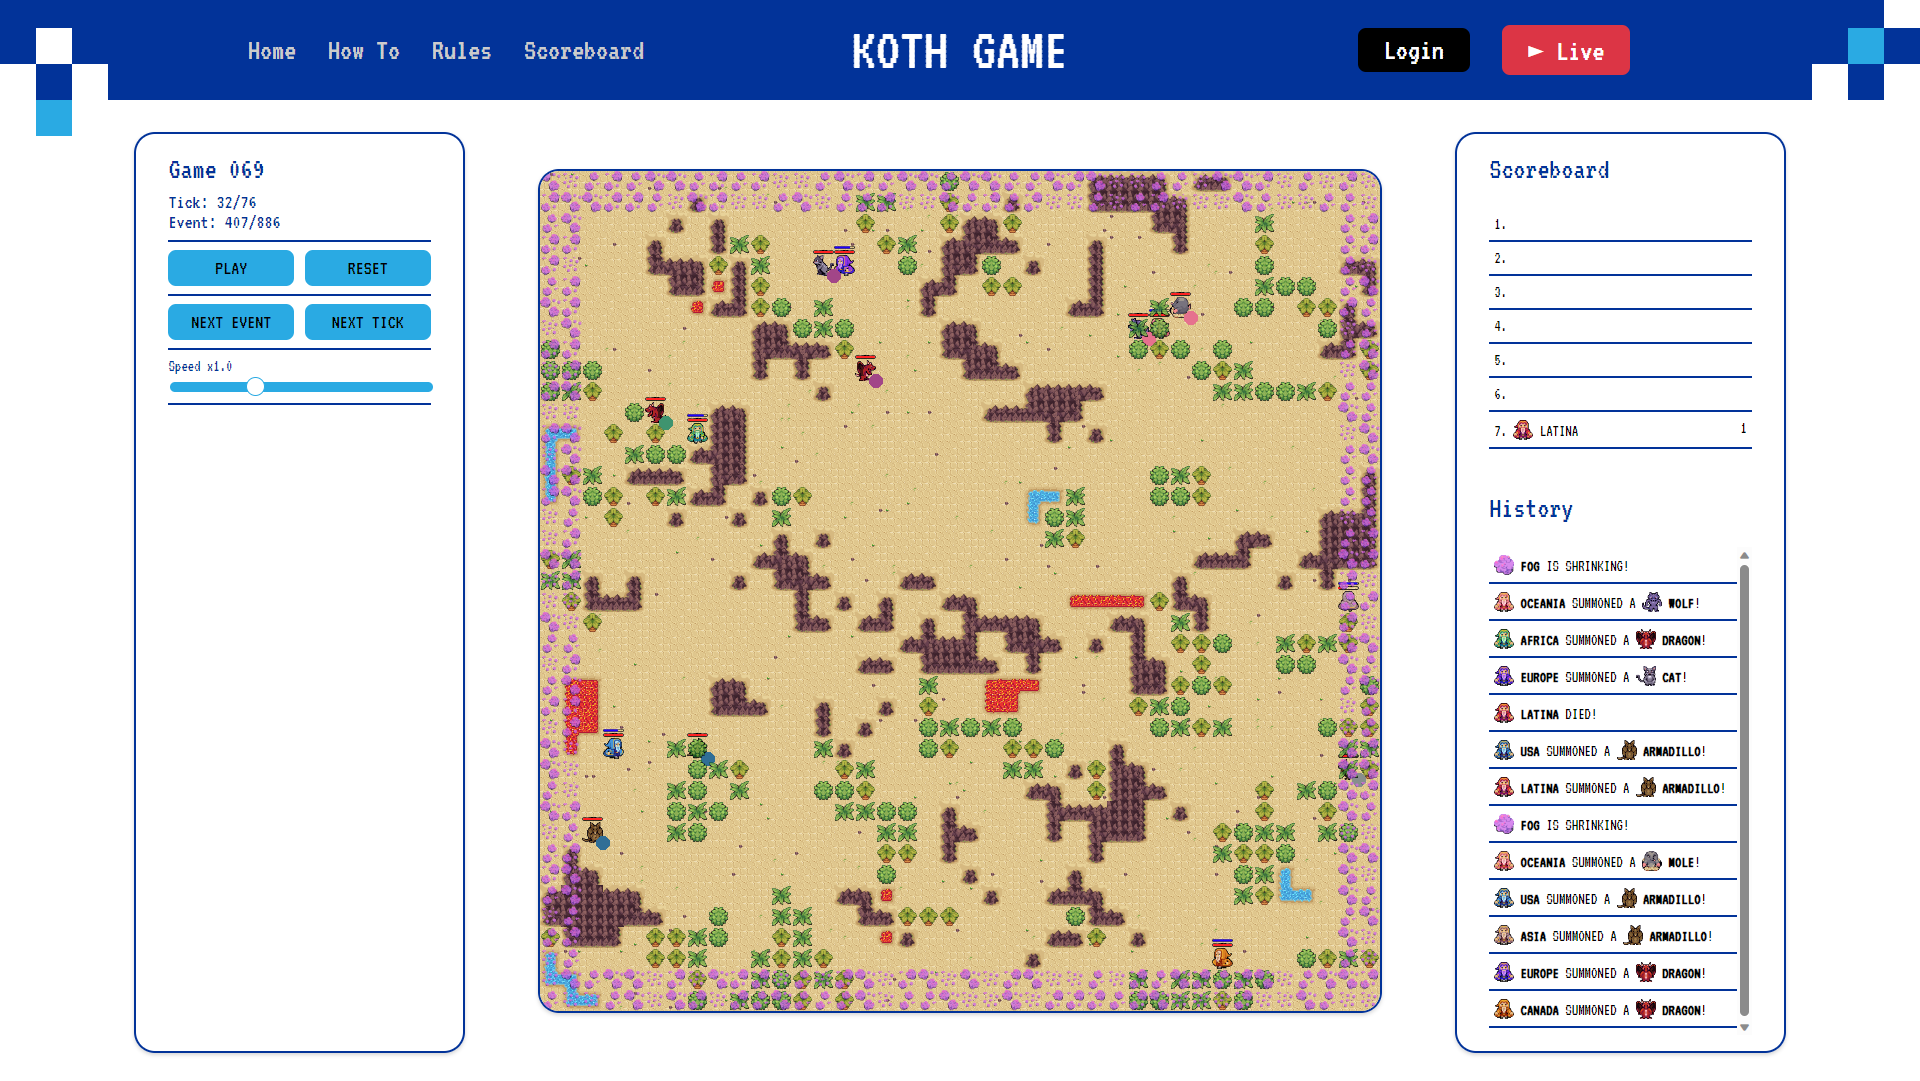 Home How To Rules Scoreboard
KOTH GAME
Login
► Live
Game 069
Tick: 32/76
Event: 407/886
PLAY RESET
NEXT EVENT NEXT TICK
Speed x1.0
Scoreboard
1.
2.
3.
4.
5.
6.
7. LATINA 1
History
FOG IS SHRINKING!
OCEANIA SUMMONED A WOLF!
AFRICA SUMMONED A DRAGON!
EUROPE SUMMONED A CAT!
LATINA DIED!
USA SUMMONED A ARMADILLO!
LATINA SUMMONED A ARMADILLO!
FOG IS SHRINKING!
OCEANIA SUMMONED A MOLE!
USA SUMMONED A ARMADILLO!
ASIA SUMMONED A ARMADILLO!
EUROPE SUMMONED A DRAGON!
CANADA SUMMONED A DRAGON!